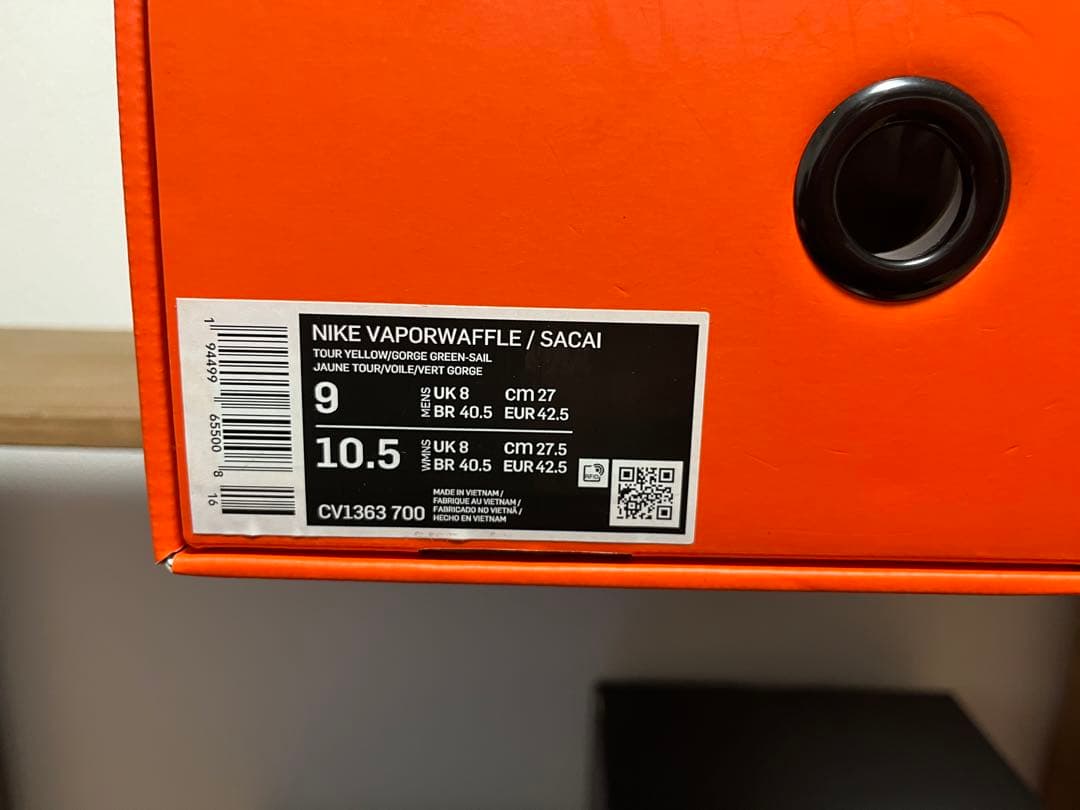 1 94499 65500 8 16
NIKE VAPORWAFFLE / SACAI
TOUR YELLOW/GORGE GREEN-SAIL
JAUNE TOUR/VOILE/VERT GORGE
9 MENS UK 8 cm 27
BR 40.5 EUR 42.5
10.5 WMNS UK 8 cm 27.5
BR 40.5 EUR 42.5
RFID
CV1363 700
MADE IN VIETNAM /
FABRIQUE AU VIETNAM /
FABRICADO NO VIETNÃ /
HECHO EN VIETNAM